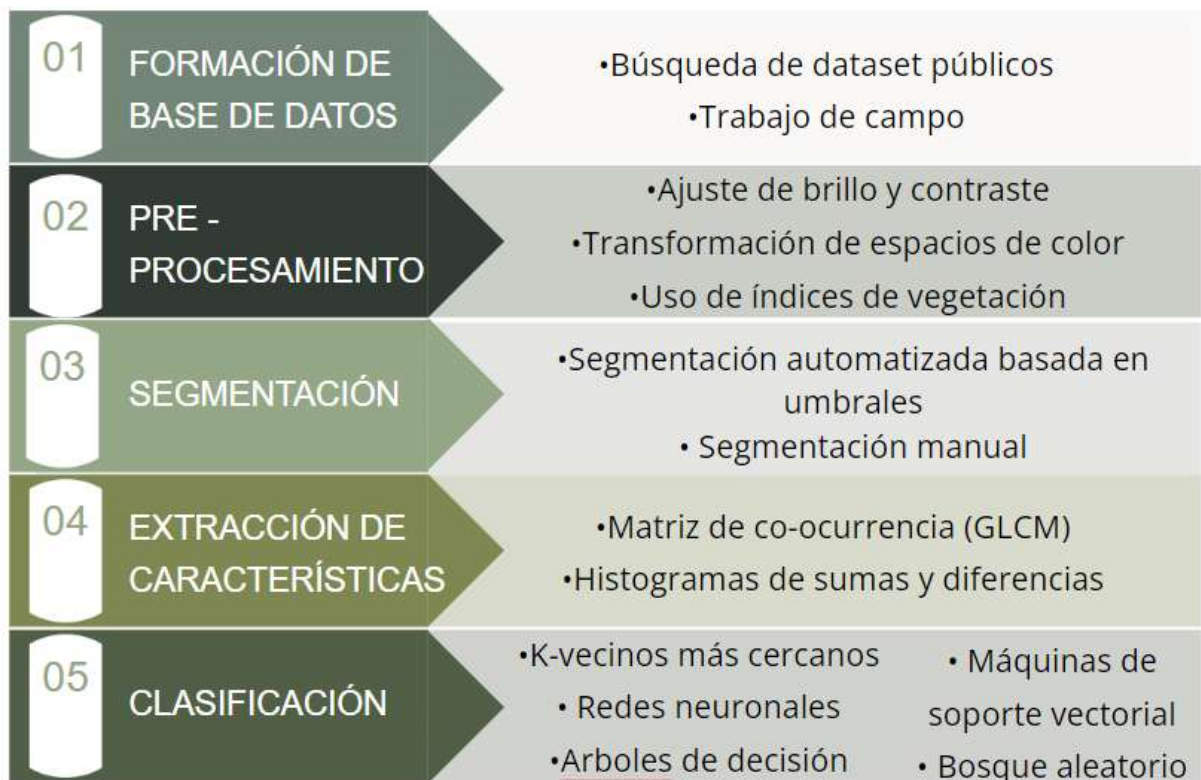 01
FORMACIÓN DE
BASE DE DATOS
•Búsqueda de dataset públicos
•Trabajo de campo
02
PRE -
PROCESAMIENTO
•Ajuste de brillo y contraste
•Transformación de espacios de color
•Uso de índices de vegetación
03
SEGMENTACIÓN
•Segmentación automatizada basada en
umbrales
• Segmentación manual
04
EXTRACCIÓN DE
CARACTERÍSTICAS
•Matriz de co-ocurrencia (GLCM)
•Histogramas de sumas y diferencias
05
CLASIFICACIÓN
•K-vecinos más cercanos
• Redes neuronales
•Arboles de decisión
• Máquinas de
soporte vectorial
• Bosque aleatorio